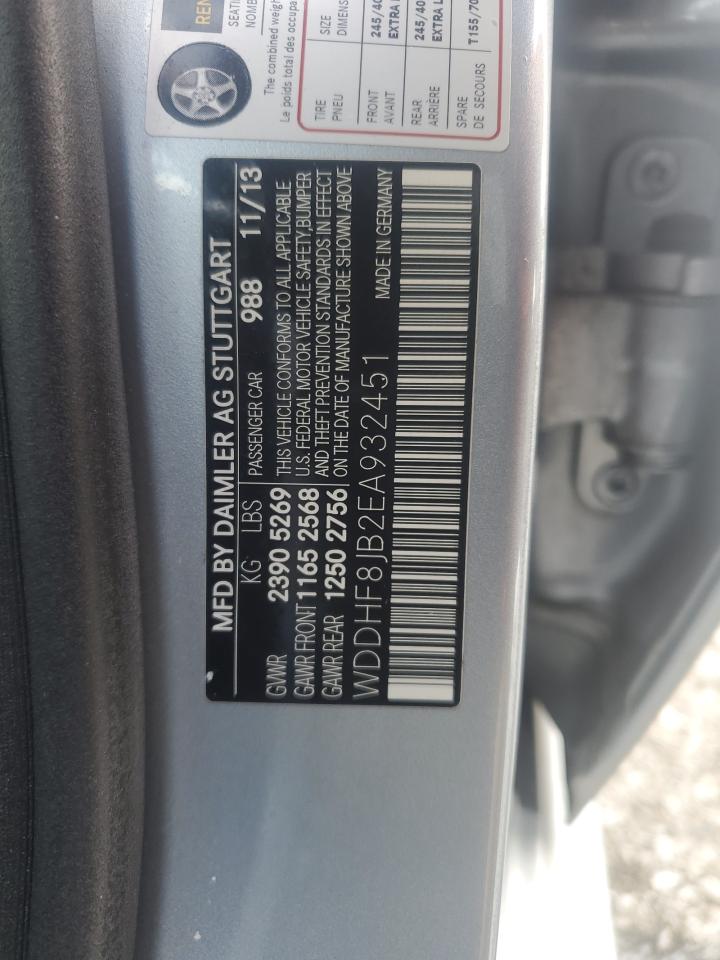 SEATI
NOMB
The combined weigh
Le poids total des occupa
TIRE SIZE
PNEU DIMENS
FRONT 245/40
AVANT EXTRA
REAR 245/40
ARRIÈRE EXTRA L
SPARE T155/70
DE SECOURS
MFD BY DAIMLER AG STUTTGART
KG LBS PASSENGER CAR 988 11/13
GVWR 2390 5269 THIS VEHICLE CONFORMS TO ALL APPLICABLE
GAWR FRONT 1165 2568 U.S. FEDERAL MOTOR VEHICLE SAFETY,BUMPER
GAWR REAR 1250 2756 AND THEFT PREVENTION STANDARDS IN EFFECT
ON THE DATE OF MANUFACTURE SHOWN ABOVE
WDDHF8JB2EA932451 MADE IN GERMANY